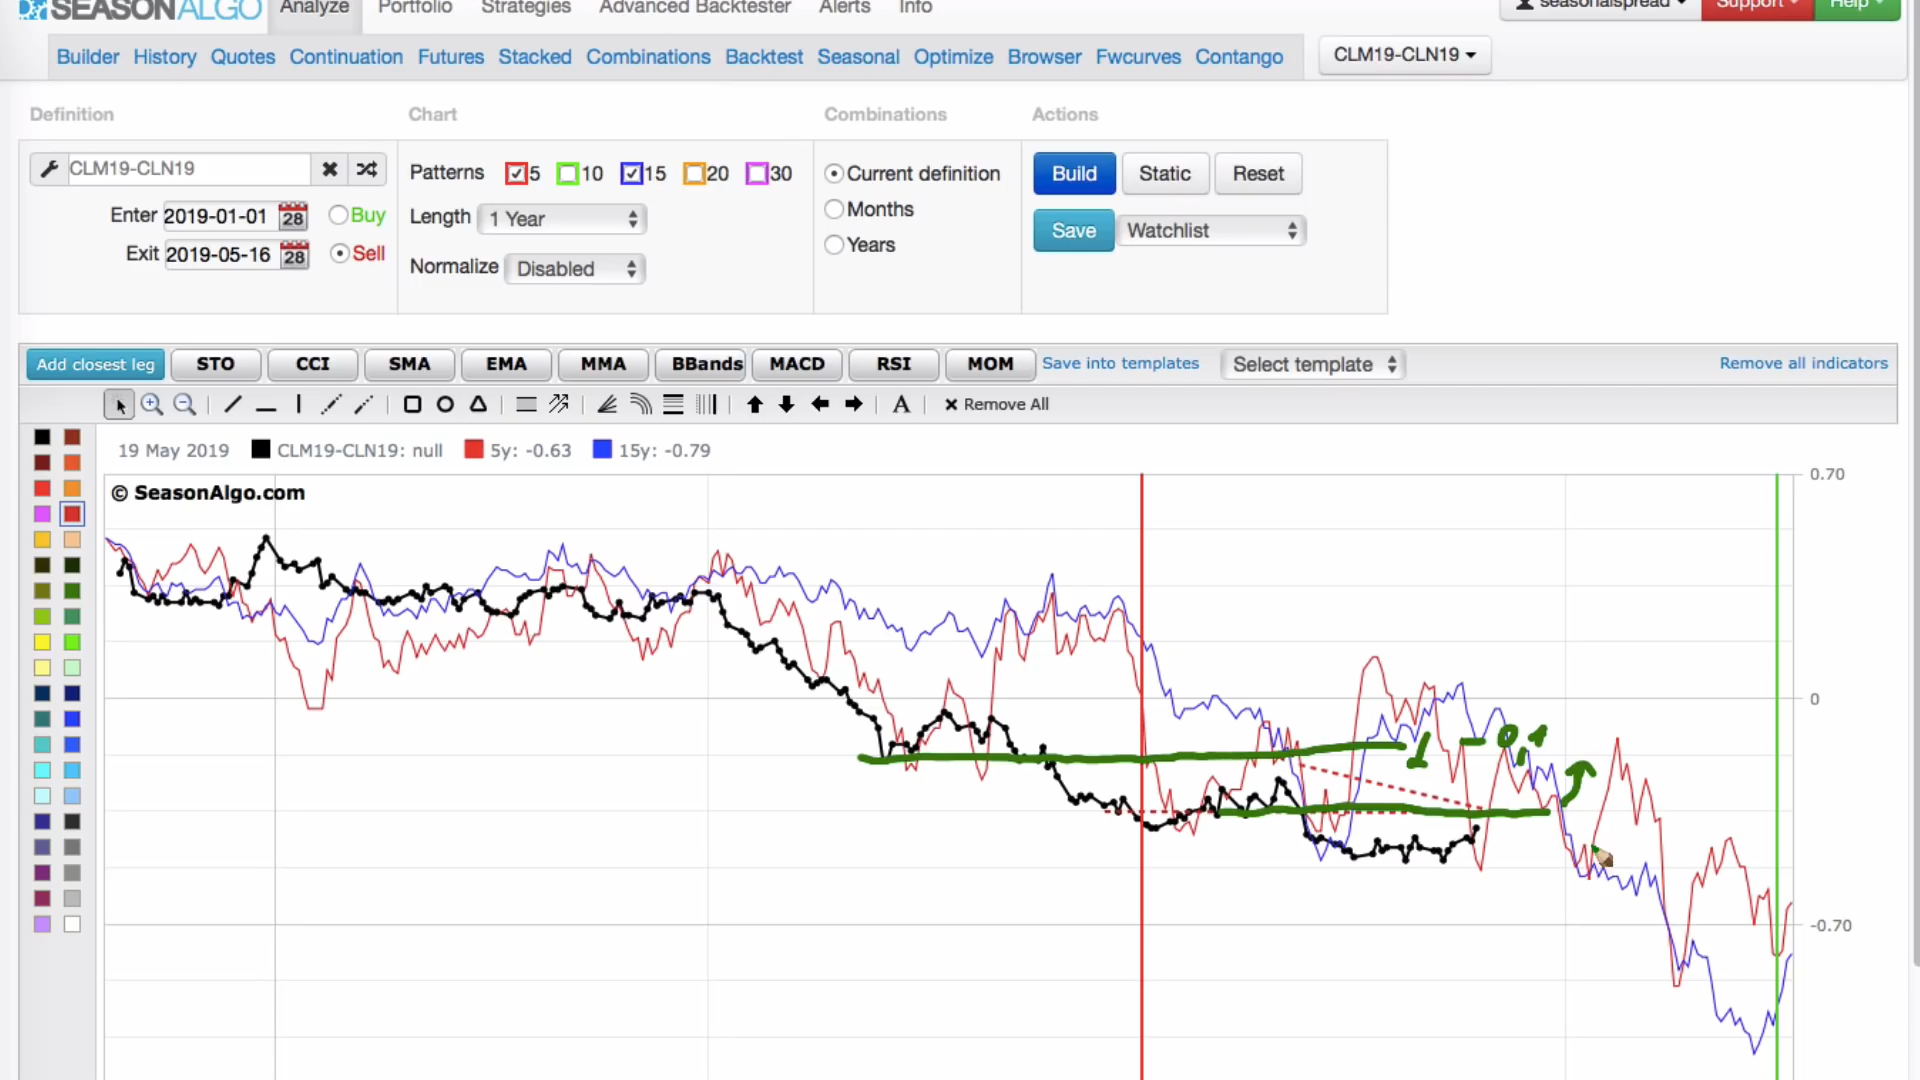 SEASONALGO Analyze Portfolio Strategies Advanced Backtester Alerts Info seasonalspread Support Help
Builder History Quotes Continuation Futures Stacked Combinations Backtest Seasonal Optimize Browser Fwcurves Contango CLM19-CLN19
Definition Chart Combinations Actions
CLM19-CLN19 Patterns 5 10 15 20 30 Current definition Build Static Reset
Enter 2019-01-01 28 Buy Length 1 Year Months Save Watchlist
Exit 2019-05-16 28 Sell Normalize Disabled Years
Add closest leg STO CCI SMA EMA MMA BBands MACD RSI MOM Save into templates Select template Remove all indicators
A Remove All
19 May 2019 CLM19-CLN19: null 5y: -0.63 15y: -0.79
0.70
© SeasonAlgo.com
0
- 0,1
-0.70